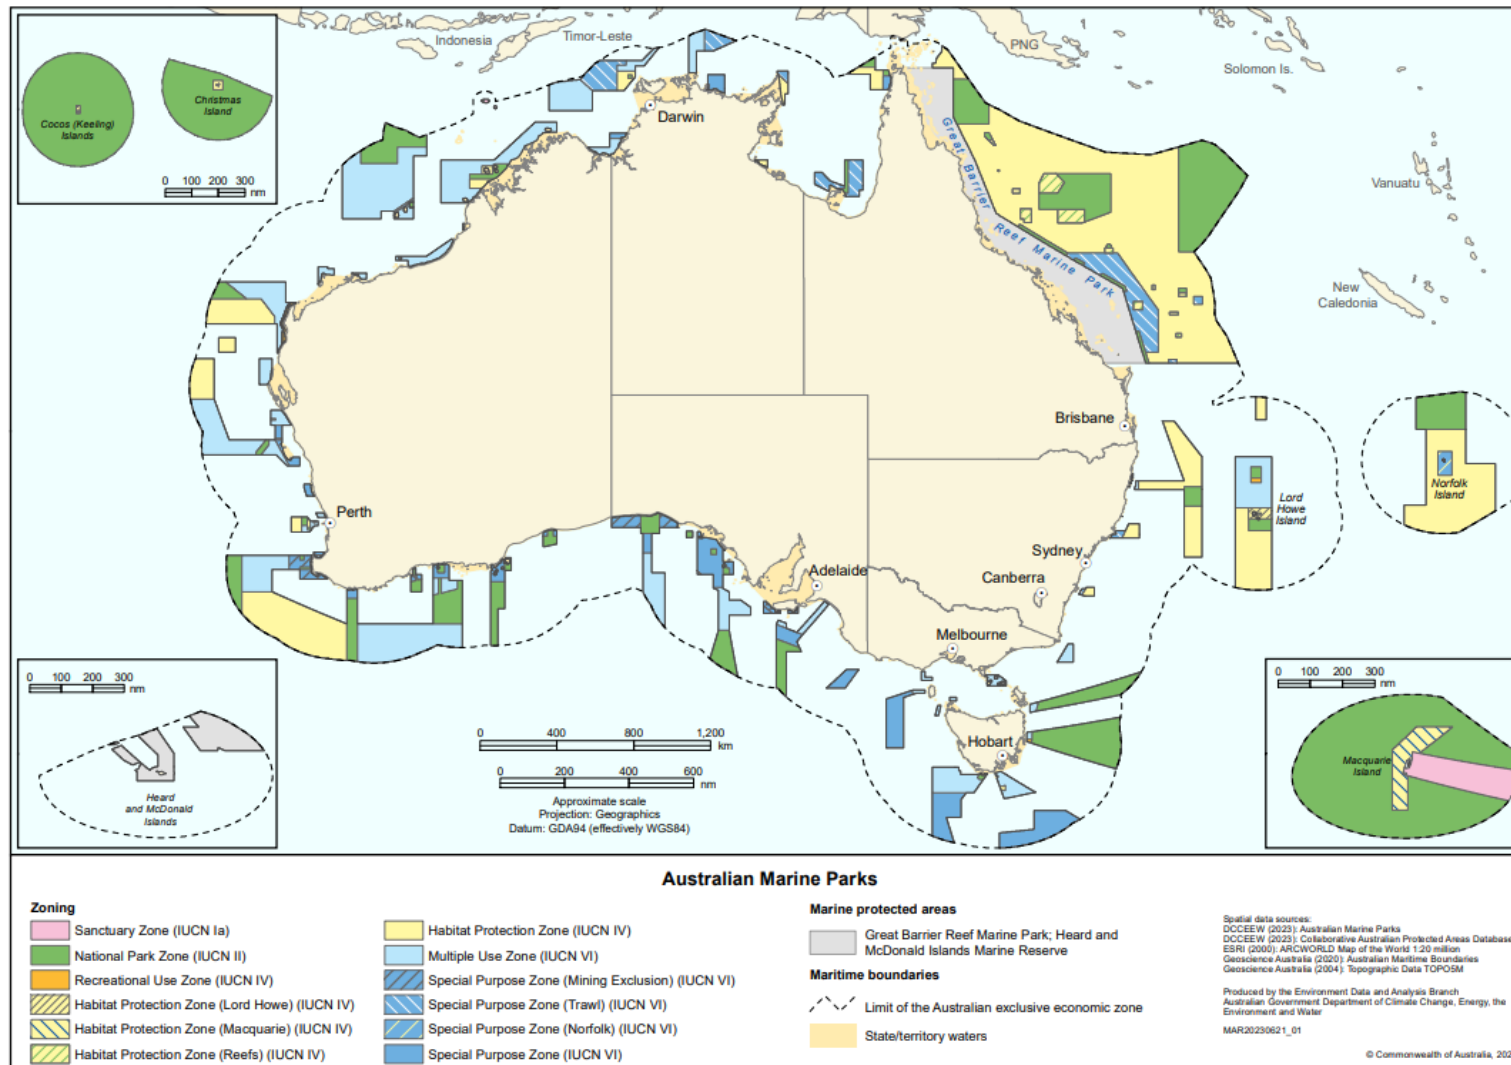 Indonesia
Timor-Leste
PNG
Solomon Is.
Vanuatu
New
Caledonia
Cocos (Keeling)
Islands
Christmas
Island
0 100 200 300
nm
Darwin
Great Barrier
Reef Marine Park
Brisbane
Perth
Lord
Howe
Island
Norfolk
Island
Sydney
Canberra
Adelaide
Melbourne
Hobart
0 100 200 300
nm
Heard
and McDonald
Islands
0 400 800 1,200
km
0 200 400 600
nm
Approximate scale
Projection: Geographics
Datum: GDA94 (effectively WGS84)
0 100 200 300
nm
Macquarie
Island
Australian Marine Parks
Zoning
Sanctuary Zone (IUCN Ia)
National Park Zone (IUCN II)
Recreational Use Zone (IUCN IV)
Habitat Protection Zone (Lord Howe) (IUCN IV)
Habitat Protection Zone (Macquarie) (IUCN IV)
Habitat Protection Zone (Reefs) (IUCN IV)
Habitat Protection Zone (IUCN IV)
Multiple Use Zone (IUCN VI)
Special Purpose Zone (Mining Exclusion) (IUCN VI)
Special Purpose Zone (Trawl) (IUCN VI)
Special Purpose Zone (Norfolk) (IUCN VI)
Special Purpose Zone (IUCN VI)
Marine protected areas
Great Barrier Reef Marine Park; Heard and
McDonald Islands Marine Reserve
Maritime boundaries
Limit of the Australian exclusive economic zone
State/territory waters
Spatial data sources:
DCCEEW (2023): Australian Marine Parks
DCCEEW (2023): Collaborative Australian Protected Areas Database
ESRI (2000): ARCWORLD Map of the World 1:20 million
Geoscience Australia (2020): Australian Maritime Boundaries
Geoscience Australia (2004): Topographic Data TOPO5M
Produced by the Environment Data and Analysis Branch
Australian Government Department of Climate Change, Energy, the
Environment and Water
MAR20230621_01
© Commonwealth of Australia, 202